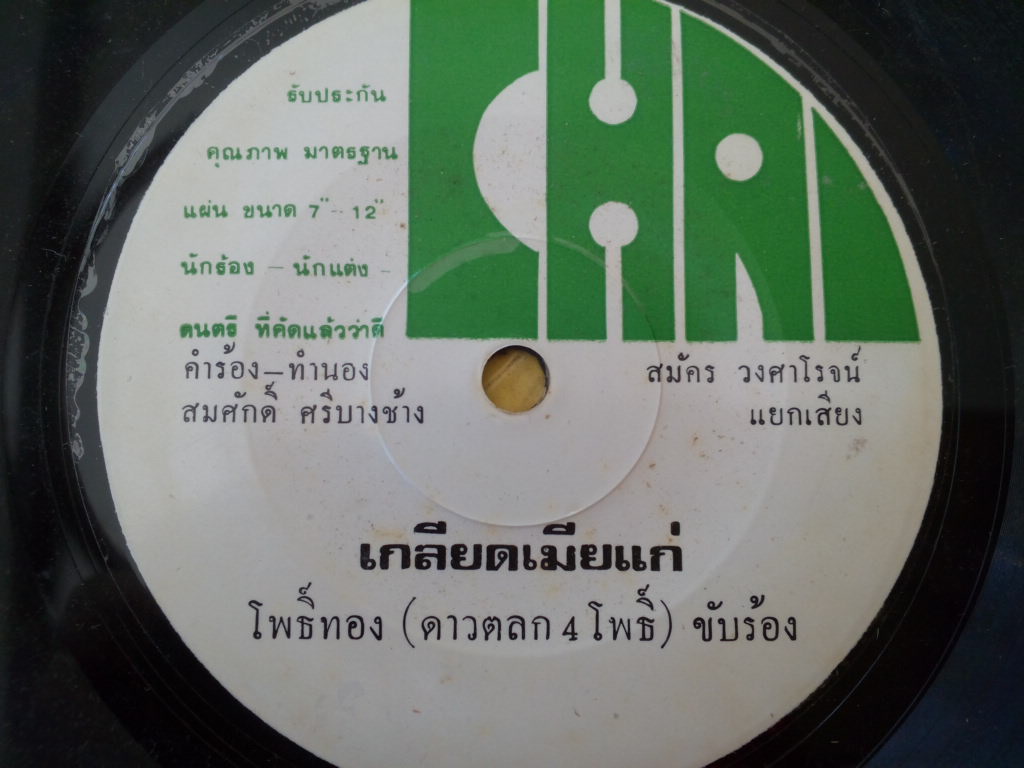 CHAI
รับประกัน
คุณภาพ มาตรฐาน
แผ่น ขนาด 7" - 12"
นักร้อง - นักแต่ง -
ดนตรี ที่คัดแล้วว่าดี
คำร้อง-ทำนอง
สมศักดิ์ ศรีบางช้าง
สมัคร วงศาโรจน์
แยกเสียง
เกลียดเมียแก่
โพธิ์ทอง (ดาวตลก 4 โพธิ์) ขับร้อง